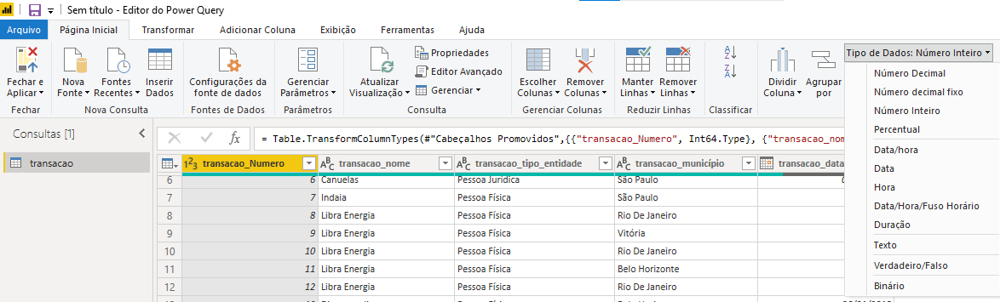 Sem título - Editor do Power Query
Arquivo Página Inicial Transformar Adicionar Coluna Exibição Ferramentas Ajuda
Fechar e Aplicar
Fechar
Nova Fonte
Fontes Recentes
Inserir Dados
Nova Consulta
Configurações da fonte de dados
Fontes de Dados
Gerenciar Parâmetros
Parâmetros
Atualizar Visualização
Propriedades
Editor Avançado
Gerenciar
Consulta
Escolher Colunas
Remover Colunas
Gerenciar Colunas
Manter Linhas
Remover Linhas
Reduzir Linhas
A Z
Z A
Classificar
Dividir Coluna
Agrupar por
Tipo de Dados: Número Inteiro
Número Decimal
Número decimal fixo
Número Inteiro
Percentual
Data/hora
Data
Hora
Data/Hora/Fuso Horário
Duração
Texto
Verdadeiro/Falso
Binário
Consultas [1]
transacao
fx = Table.TransformColumnTypes(#"Cabeçalhos Promovidos",{{"transacao_Numero", Int64.Type}, {"transacao_nom
123 transacao_Numero ABC transacao_nome ABC transacao_tipo_entidade ABC transacao_município transacao_data
6 6 Canuelas Pessoa Jurídica São Paulo
7 7 Indaia Pessoa Física São Paulo
8 8 Libra Energia Pessoa Física Rio De Janeiro
9 9 Libra Energia Pessoa Física Vitória
10 10 Libra Energia Pessoa Física Rio De Janeiro
11 11 Libra Energia Pessoa Física Belo Horizonte
12 12 Libra Energia Pessoa Física Rio De Janeiro